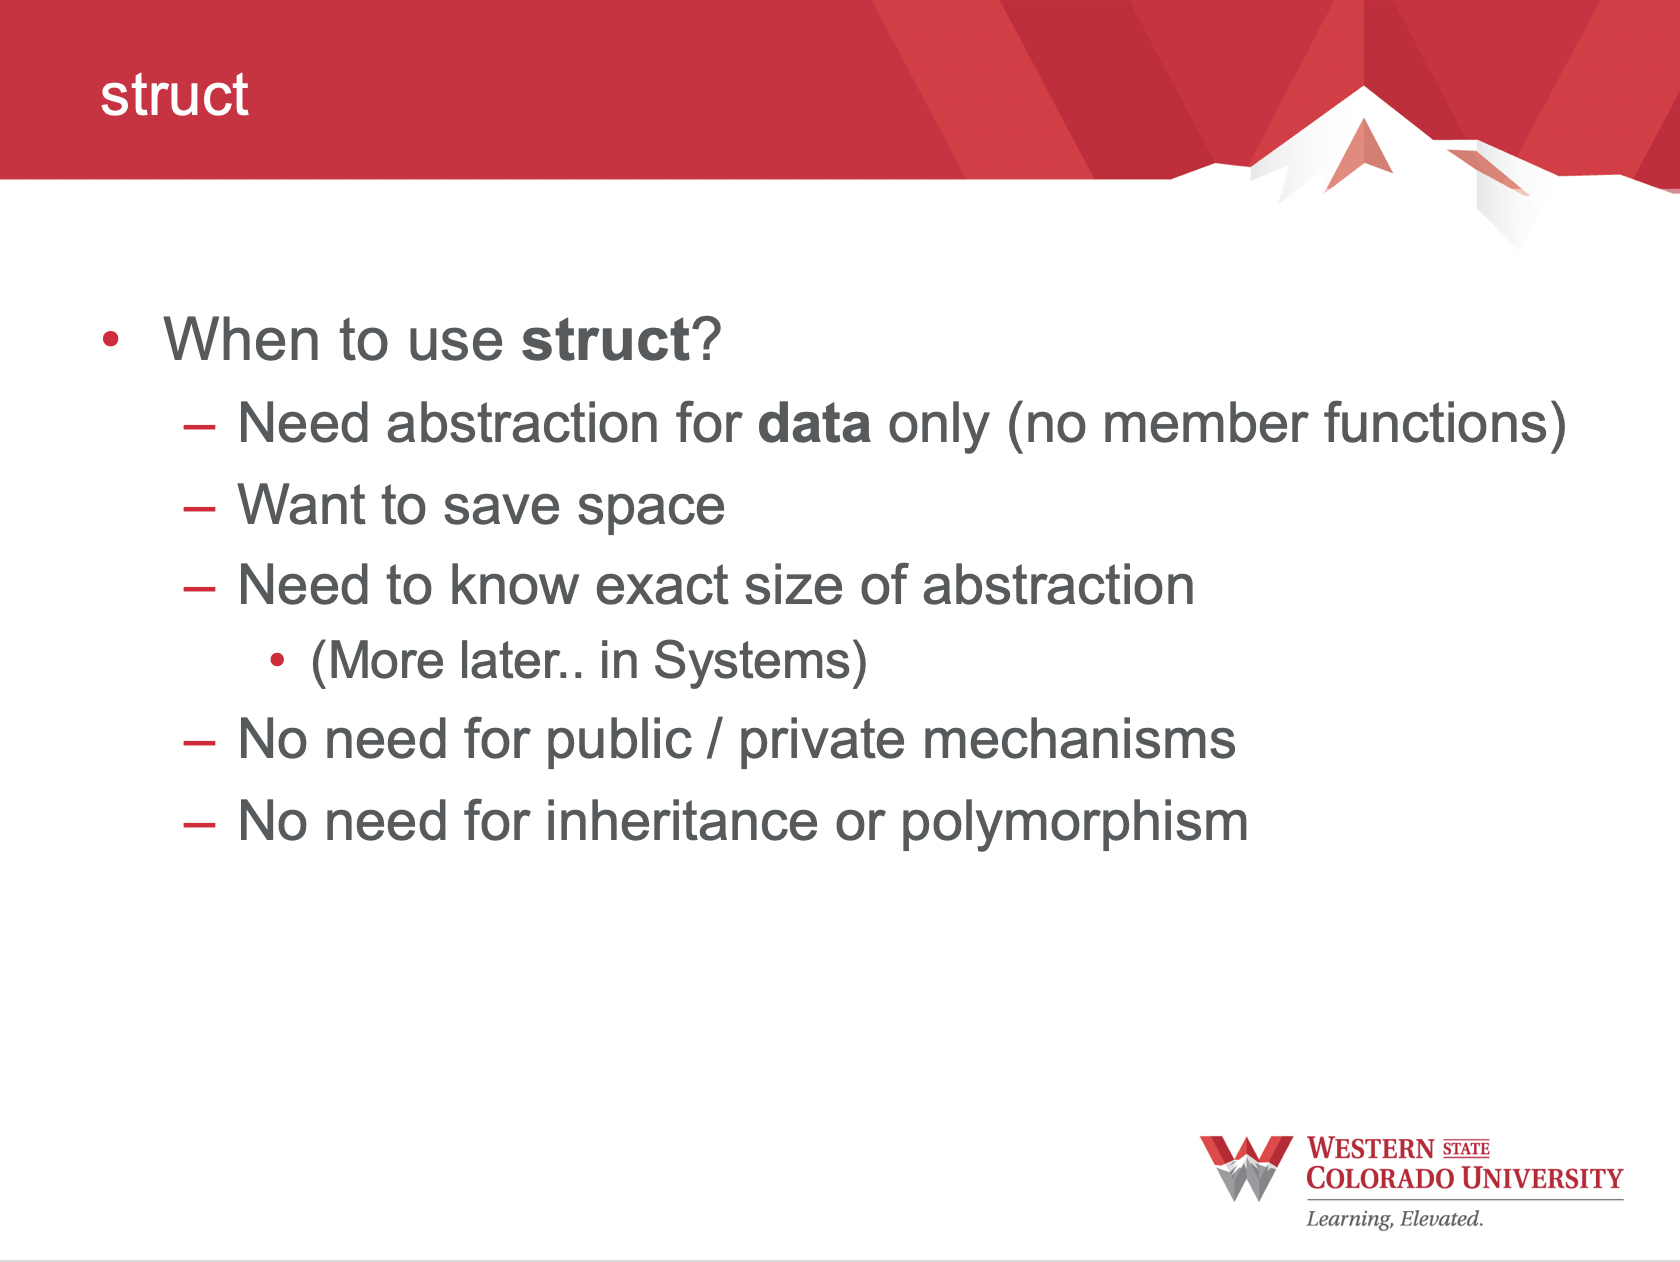 struct
• When to use struct?
– Need abstraction for data only (no member functions)
– Want to save space
– Need to know exact size of abstraction
• (More later.. in Systems)
– No need for public / private mechanisms
– No need for inheritance or polymorphism
WESTERN STATE
COLORADO UNIVERSITY
Learning, Elevated.